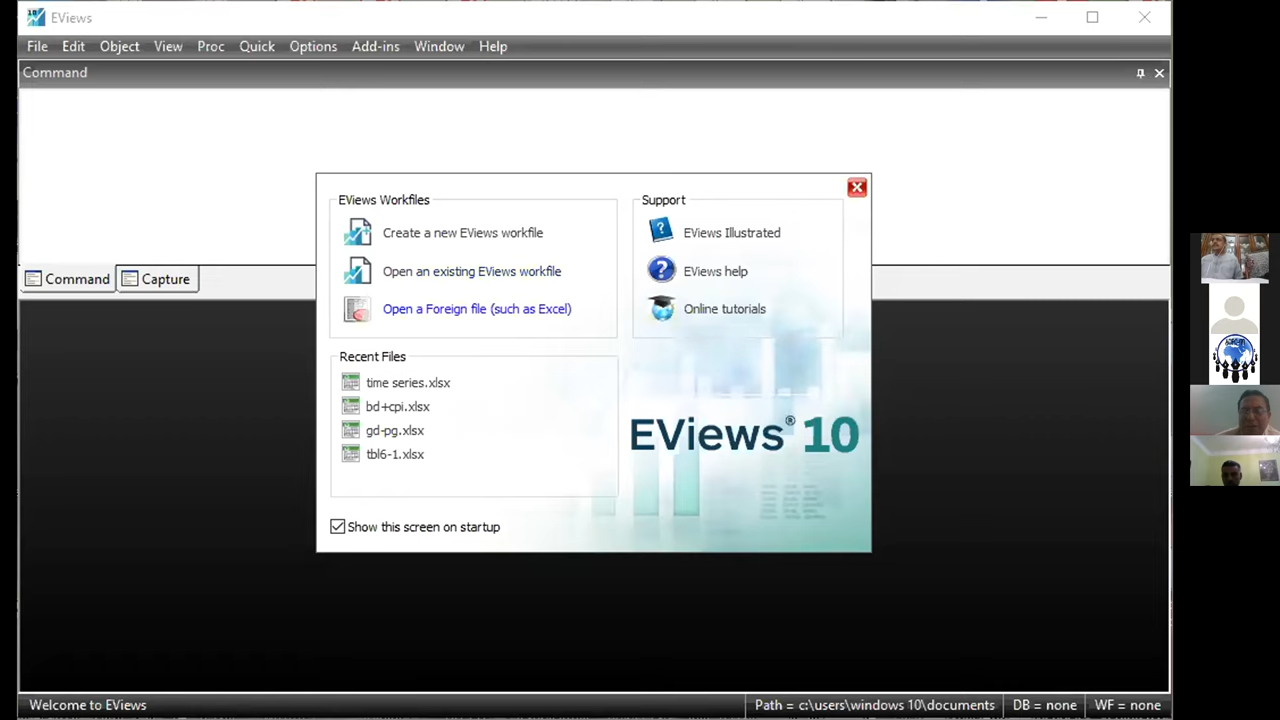 EViews
File Edit Object View Proc Quick Options Add-ins Window Help
Command
EViews Workfiles
Create a new EViews workfile
Open an existing EViews workfile
Open a Foreign file (such as Excel)
Support
EViews Illustrated
EViews help
Online tutorials
Command Capture
Recent Files
time series.xlsx
bd+cpi.xlsx
gd-pg.xlsx
tbl6-1.xlsx
EViews® 10
Show this screen on startup
Welcome to EViews
Path = c:\users\windows 10\documents
DB = none
WF = none